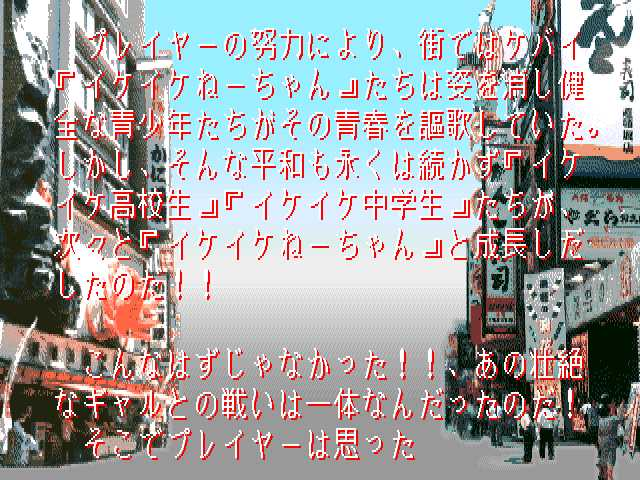 プレイヤーの努力により、街ではケバイ
『イケイケねーちゃん』たちは姿を消し健
全な青少年たちがその青春を謳歌していた。
しかし、そんな平和も永くは続かず『イケ
イケ高校生』『イケイケ中学生』たちが
次々と『イケイケねーちゃん』と成長しだ
したのだ!!
こんなはずじゃなかった!!、あの壮絶
なギャルとの戦いは一体なんだったのだ!
そこでプレイヤーは思った
かに
寿司